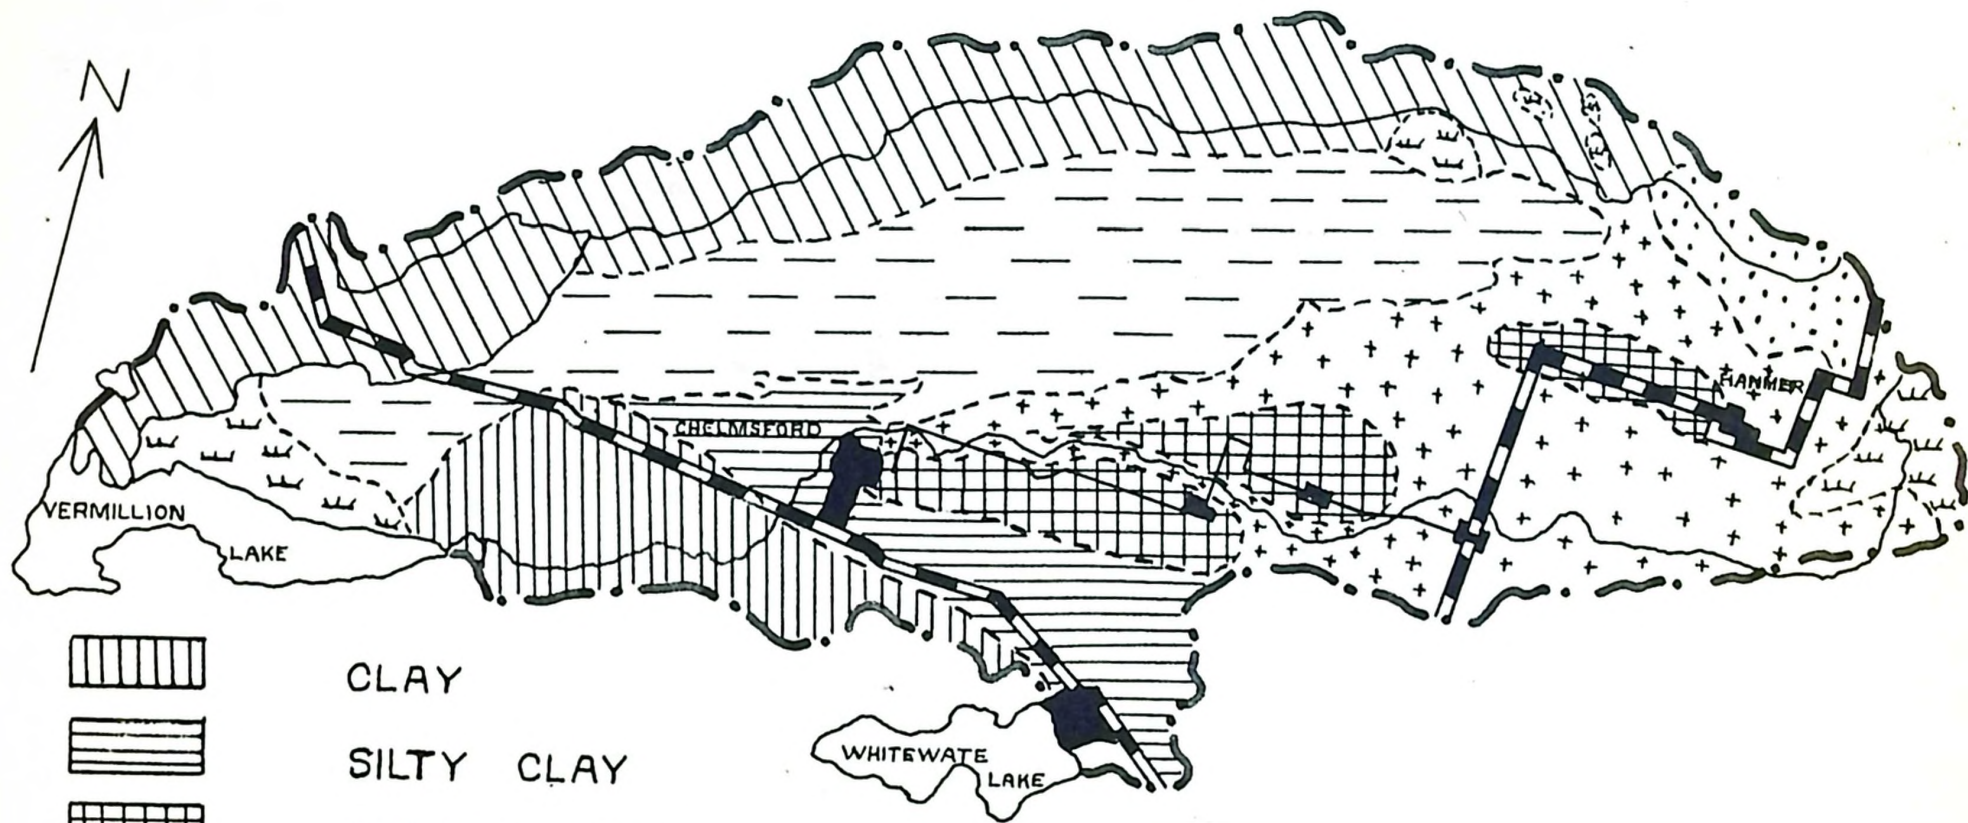 N
CHELMSFORD
HANMER
VERMILLION
LAKE
CLAY
SILTY CLAY
WHITEWATE
LAKE